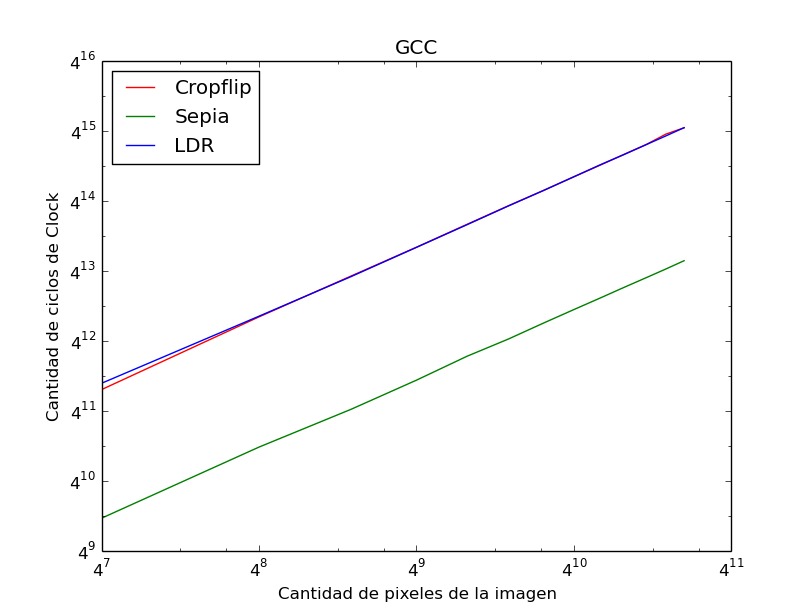 GCC
4^16
4^15
4^14
4^13
4^12
4^11
4^10
4^9
Cropflip
Sepia
LDR
Cantidad de ciclos de Clock
4^7 4^8 4^9 4^10 4^11
Cantidad de pixeles de la imagen